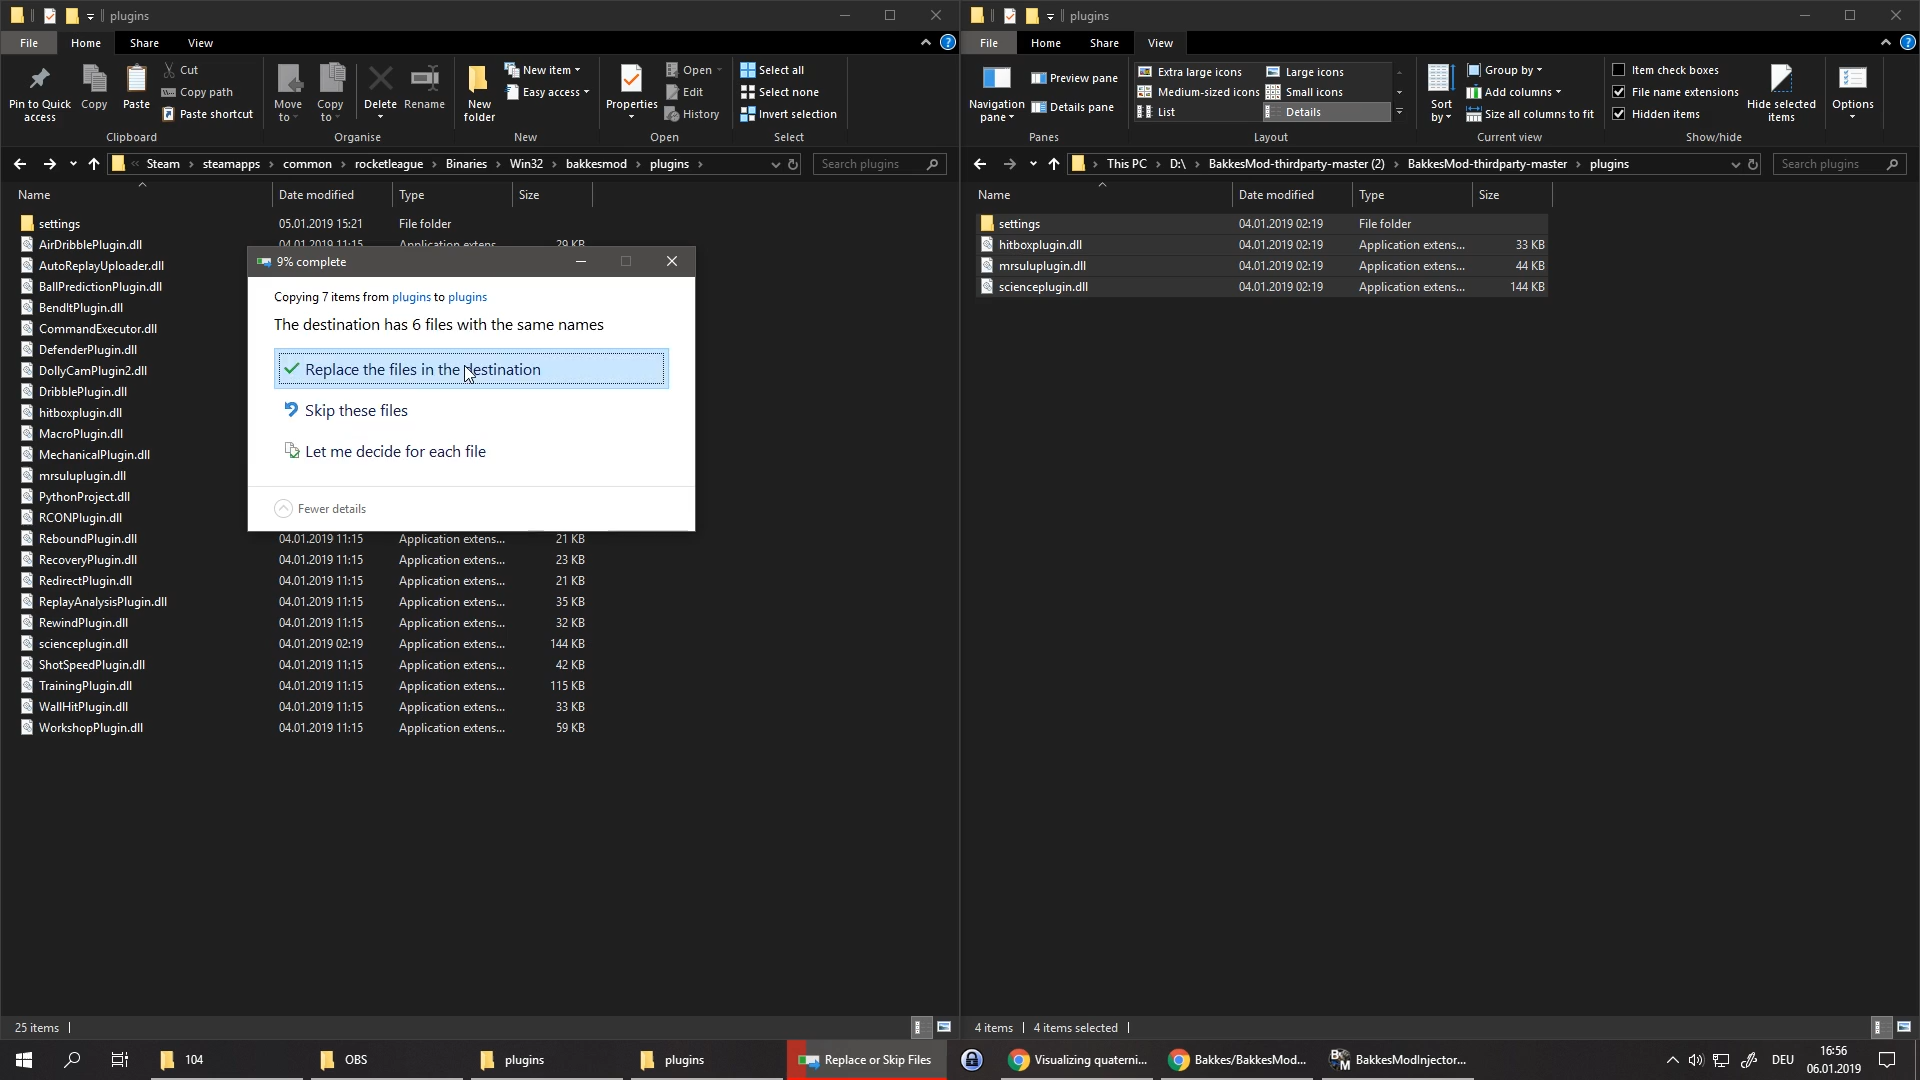 plugins
File
Home
Share
View
Pin to Quick access
Copy
Paste
Cut
Copy path
Paste shortcut
Clipboard
Move to
Copy to
Delete
Rename
Organise
New folder
New item
Easy access
New
Properties
Open
Edit
History
Open
Select all
Select none
Invert selection
Select
Steam
steamapps
common
rocketleague
Binaries
Win32
bakkesmod
plugins
Search plugins
Name
Date modified
Type
Size
settings 05.01.2019 15:21 File folder
AirDribblePlugin.dll 04.01.2019 11:15 Application extens... 29 KB
AutoReplayUploader.dll
BallPredictionPlugin.dll
BendItPlugin.dll
CommandExecutor.dll
DefenderPlugin.dll
DollyCamPlugin2.dll
DribblePlugin.dll
hitboxplugin.dll
MacroPlugin.dll
MechanicalPlugin.dll
mrsuluplugin.dll
PythonProject.dll
RCONPlugin.dll
ReboundPlugin.dll 04.01.2019 11:15 Application extens... 21 KB
RecoveryPlugin.dll 04.01.2019 11:15 Application extens... 23 KB
RedirectPlugin.dll 04.01.2019 11:15 Application extens... 21 KB
ReplayAnalysisPlugin.dll 04.01.2019 11:15 Application extens... 35 KB
RewindPlugin.dll 04.01.2019 11:15 Application extens... 32 KB
scienceplugin.dll 04.01.2019 02:19 Application extens... 144 KB
ShotSpeedPlugin.dll 04.01.2019 11:15 Application extens... 42 KB
TrainingPlugin.dll 04.01.2019 11:15 Application extens... 115 KB
WallHitPlugin.dll 04.01.2019 11:15 Application extens... 33 KB
WorkshopPlugin.dll 04.01.2019 11:15 Application extens... 59 KB
25 items
9% complete
Copying 7 items from plugins to plugins
The destination has 6 files with the same names
Replace the files in the destination
Skip these files
Let me decide for each file
Fewer details
plugins
File
Home
Share
View
Navigation pane
Preview pane
Details pane
Panes
Extra large icons
Large icons
Medium-sized icons
Small icons
List
Details
Layout
Sort by
Group by
Add columns
Size all columns to fit
Current view
Item check boxes
File name extensions
Hidden items
Hide selected items
Show/hide
Options
This PC
D:\
BakkesMod-thirdparty-master (2)
BakkesMod-thirdparty-master
plugins
Search plugins
Name
Date modified
Type
Size
settings 04.01.2019 02:19 File folder
hitboxplugin.dll 04.01.2019 02:19 Application extens... 33 KB
mrsuluplugin.dll 04.01.2019 02:19 Application extens... 44 KB
scienceplugin.dll 04.01.2019 02:19 Application extens... 144 KB
4 items
4 items selected
104
OBS
plugins
plugins
Replace or Skip Files
Visualizing quaterni...
Bakkes/BakkesMod...
BakkesModInjector...
DEU
16:56
06.01.2019